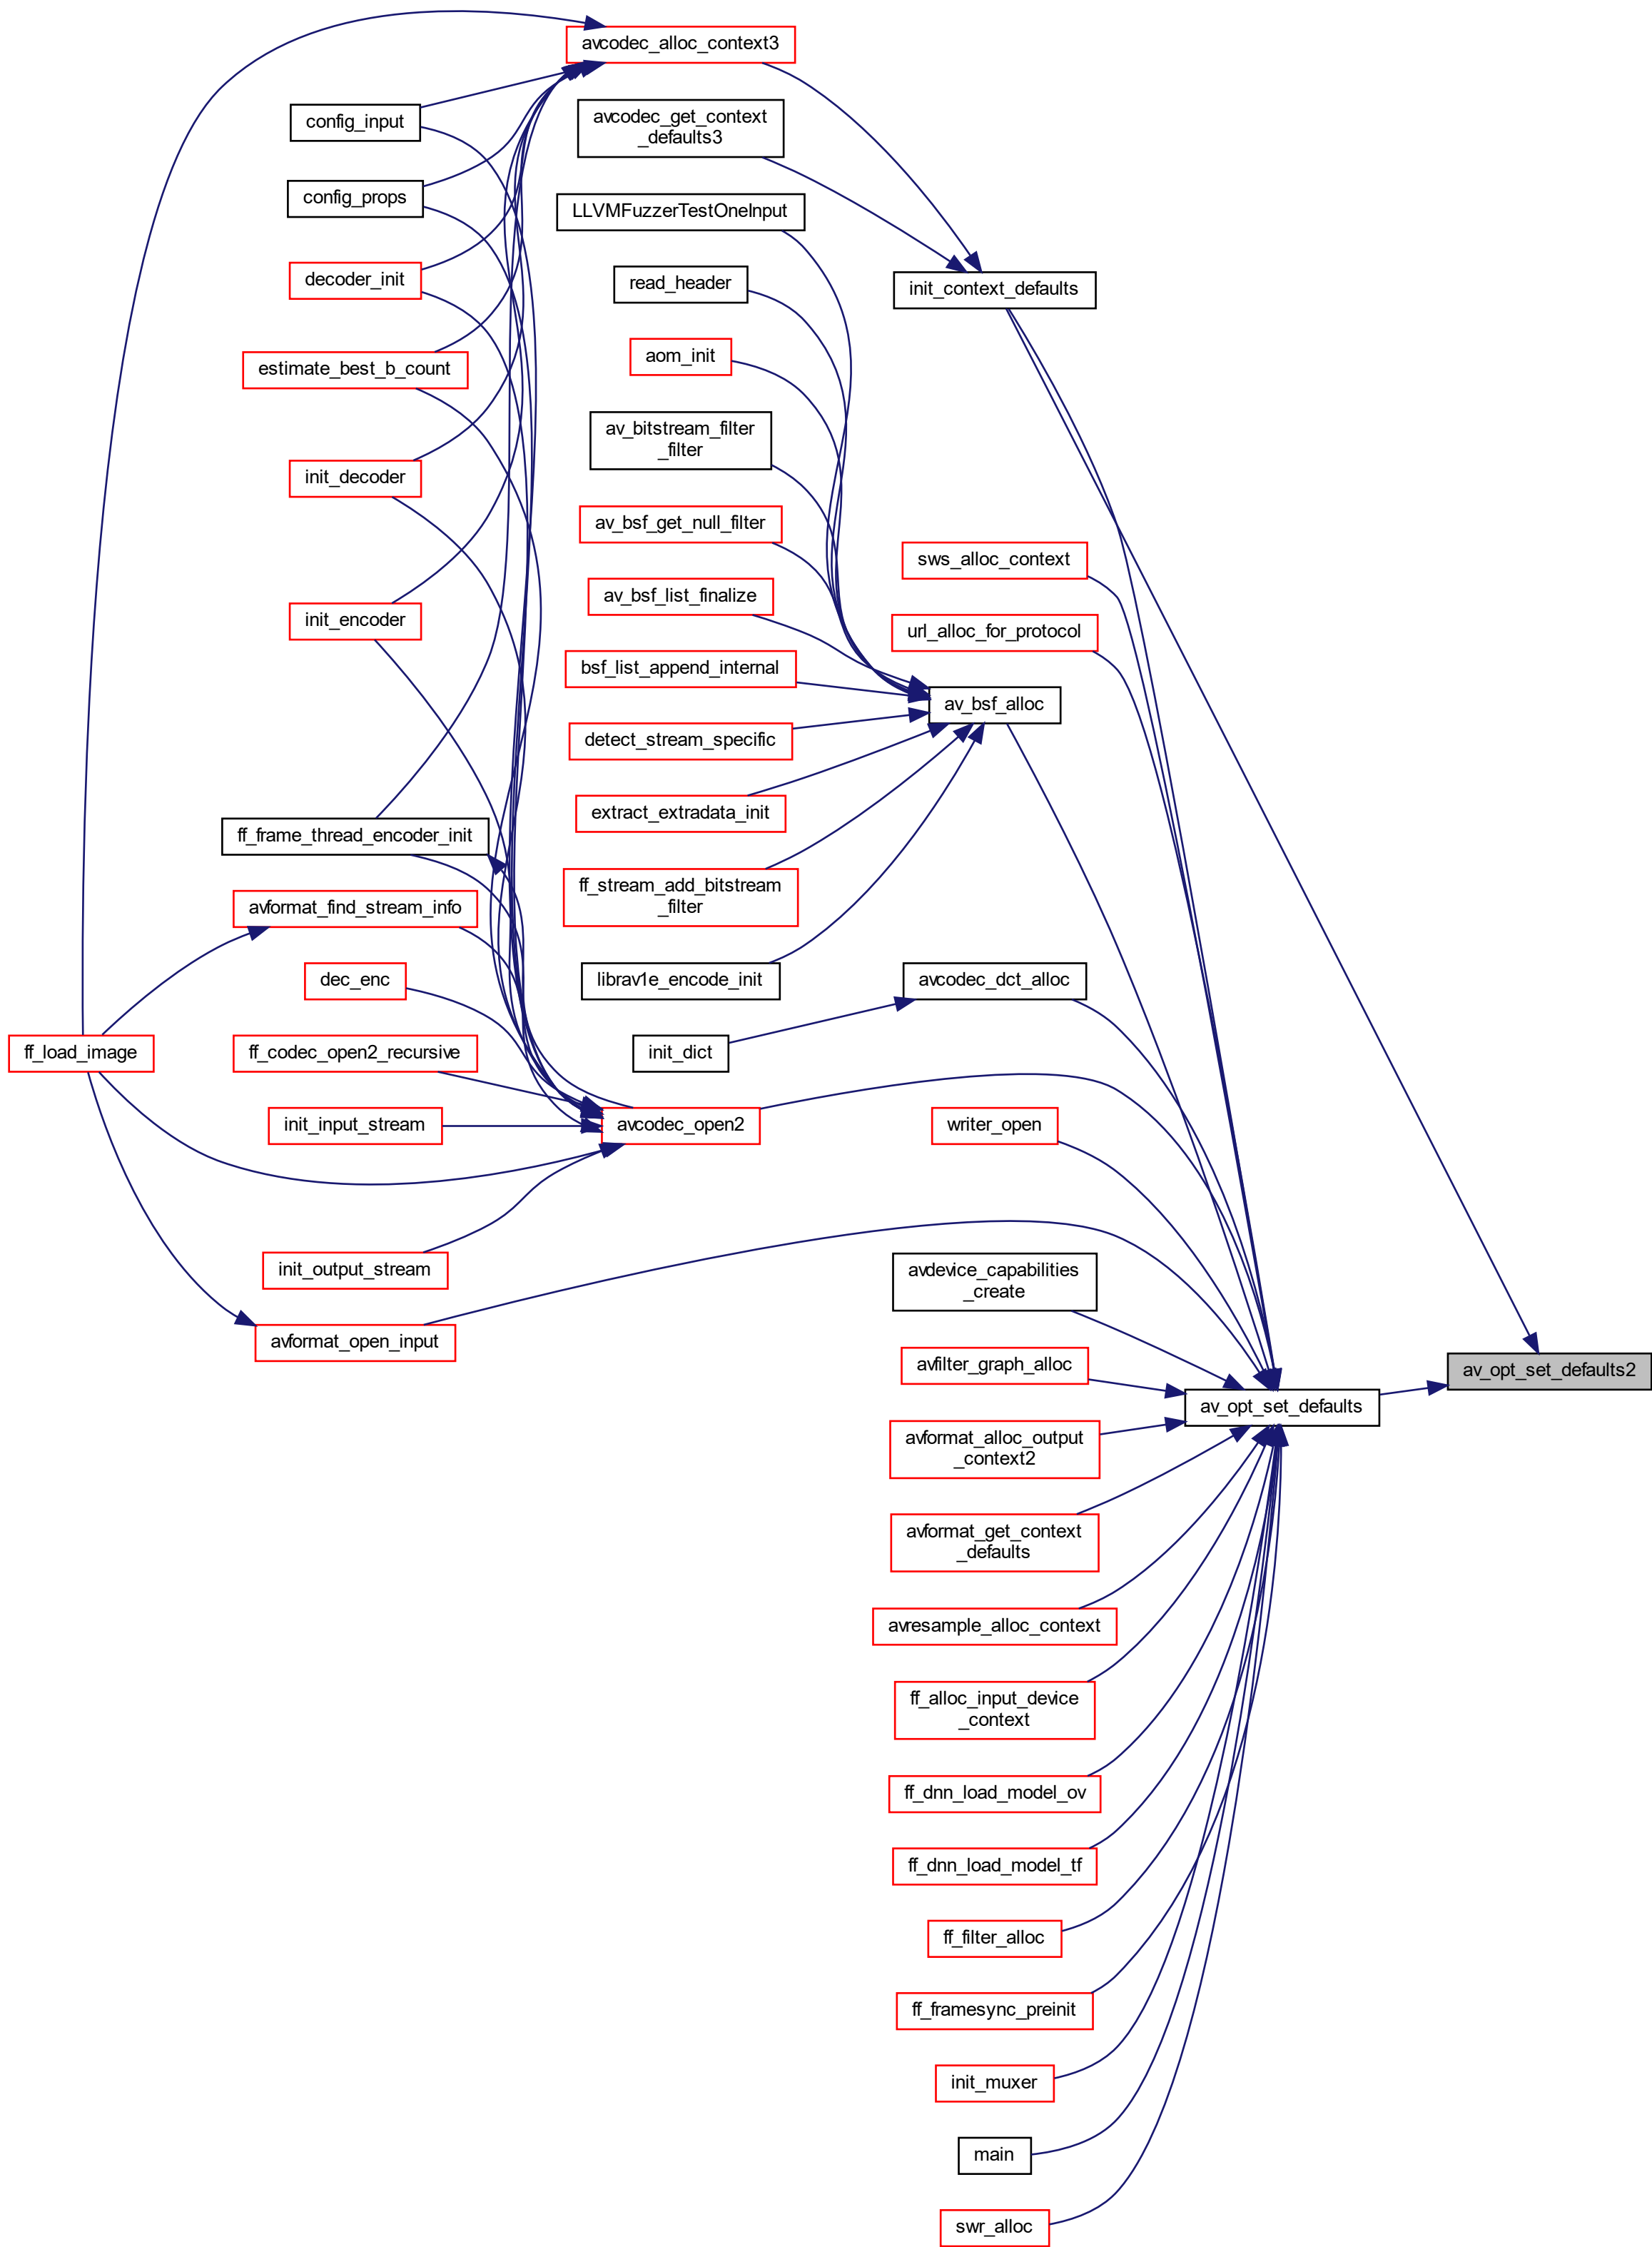 avcodec_alloc_context3
config_input
avcodec_get_context
_defaults3
config_props
LLVMFuzzerTestOneInput
decoder_init
read_header
init_context_defaults
estimate_best_b_count
aom_init
av_bitstream_filter
_filter
init_decoder
av_bsf_get_null_filter
sws_alloc_context
av_bsf_list_finalize
init_encoder
url_alloc_for_protocol
bsf_list_append_internal
av_bsf_alloc
detect_stream_specific
extract_extradata_init
ff_frame_thread_encoder_init
ff_stream_add_bitstream
_filter
avformat_find_stream_info
dec_enc
librav1e_encode_init
avcodec_dct_alloc
ff_load_image
ff_codec_open2_recursive
init_dict
init_input_stream
avcodec_open2
writer_open
init_output_stream
avdevice_capabilities
_create
avformat_open_input
avfilter_graph_alloc
av_opt_set_defaults2
av_opt_set_defaults
avformat_alloc_output
_context2
avformat_get_context
_defaults
avresample_alloc_context
ff_alloc_input_device
_context
ff_dnn_load_model_ov
ff_dnn_load_model_tf
ff_filter_alloc
ff_framesync_preinit
init_muxer
main
swr_alloc